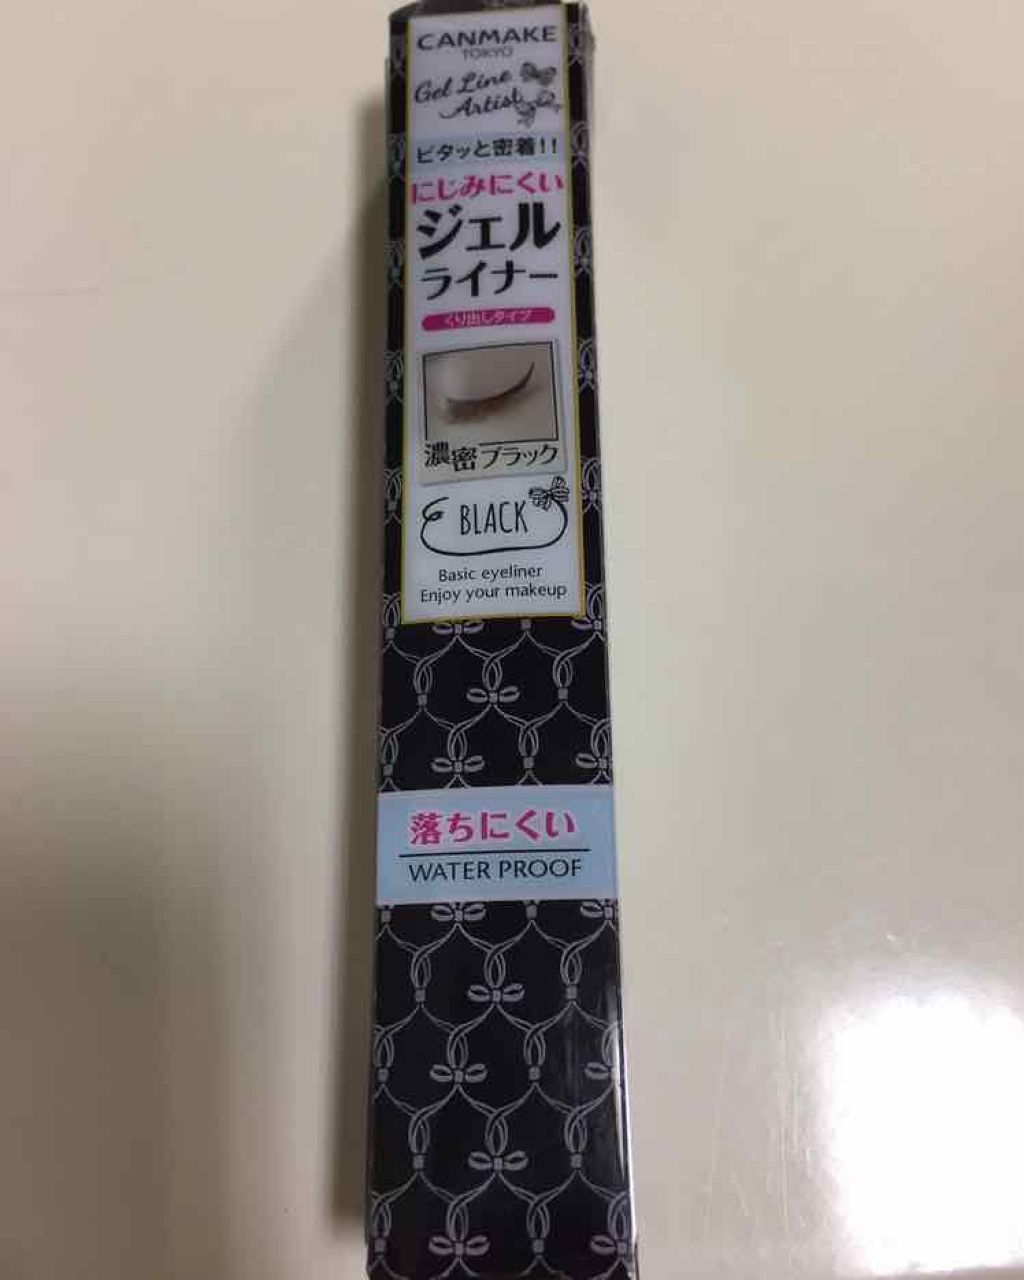 CANMAKE
TOKYO
Gel Line
Artist
ピタッと密着!!
にじみにくい
ジェル
ライナー
くり出しタイプ
濃密ブラック
BLACK
Basic eyeliner
Enjoy your makeup
落ちにくい
WATER PROOF